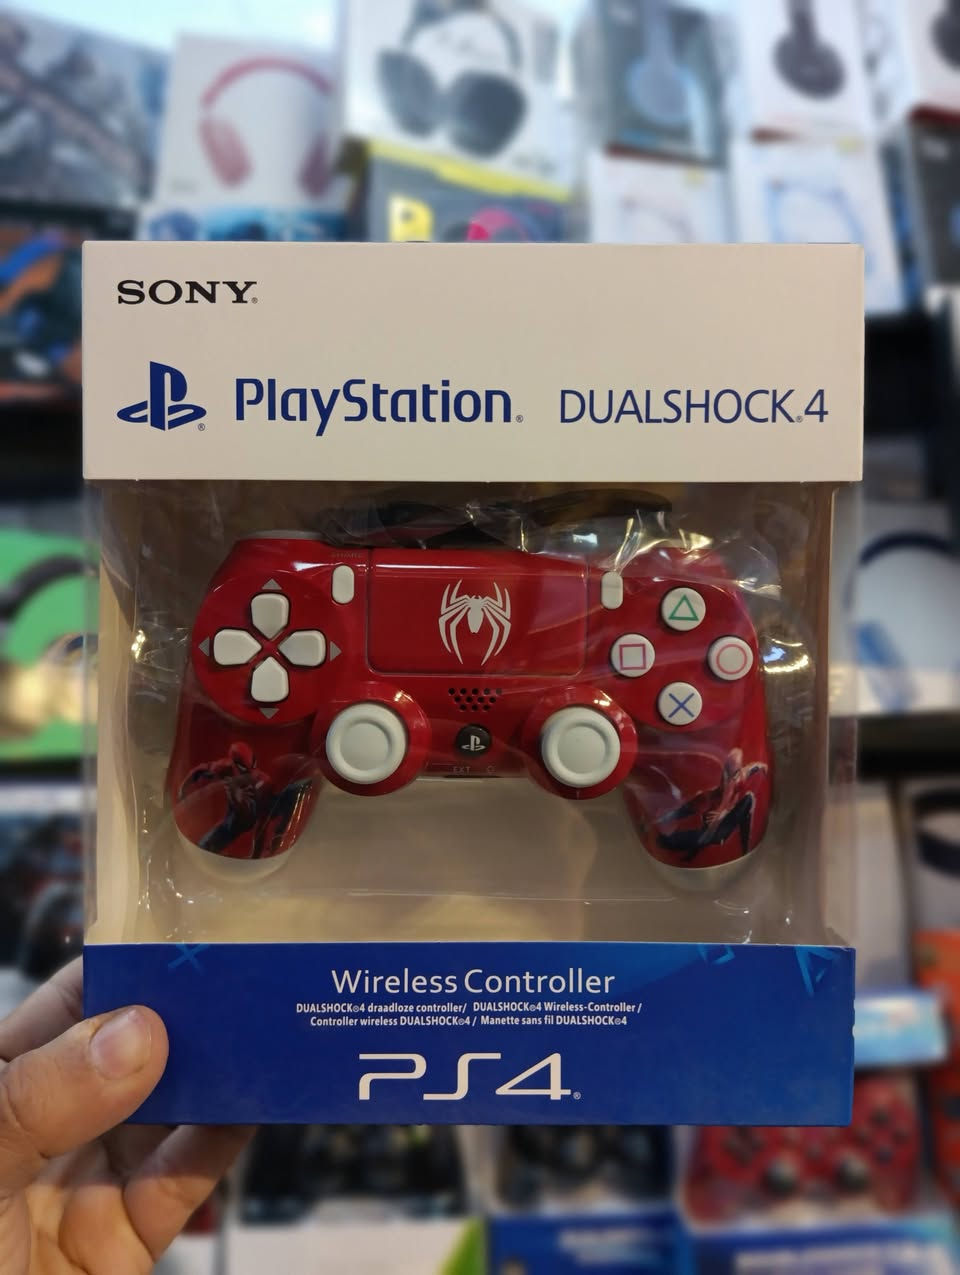 SONY®
PlayStation® DUALSHOCK®4
SHARE
EXT
Wireless Controller
DUALSHOCK®4 draadloze controller/ DUALSHOCK®4 Wireless-Controller /
Controller wireless DUALSHOCK®4 / Manette sans fil DUALSHOCK®4
PS4®